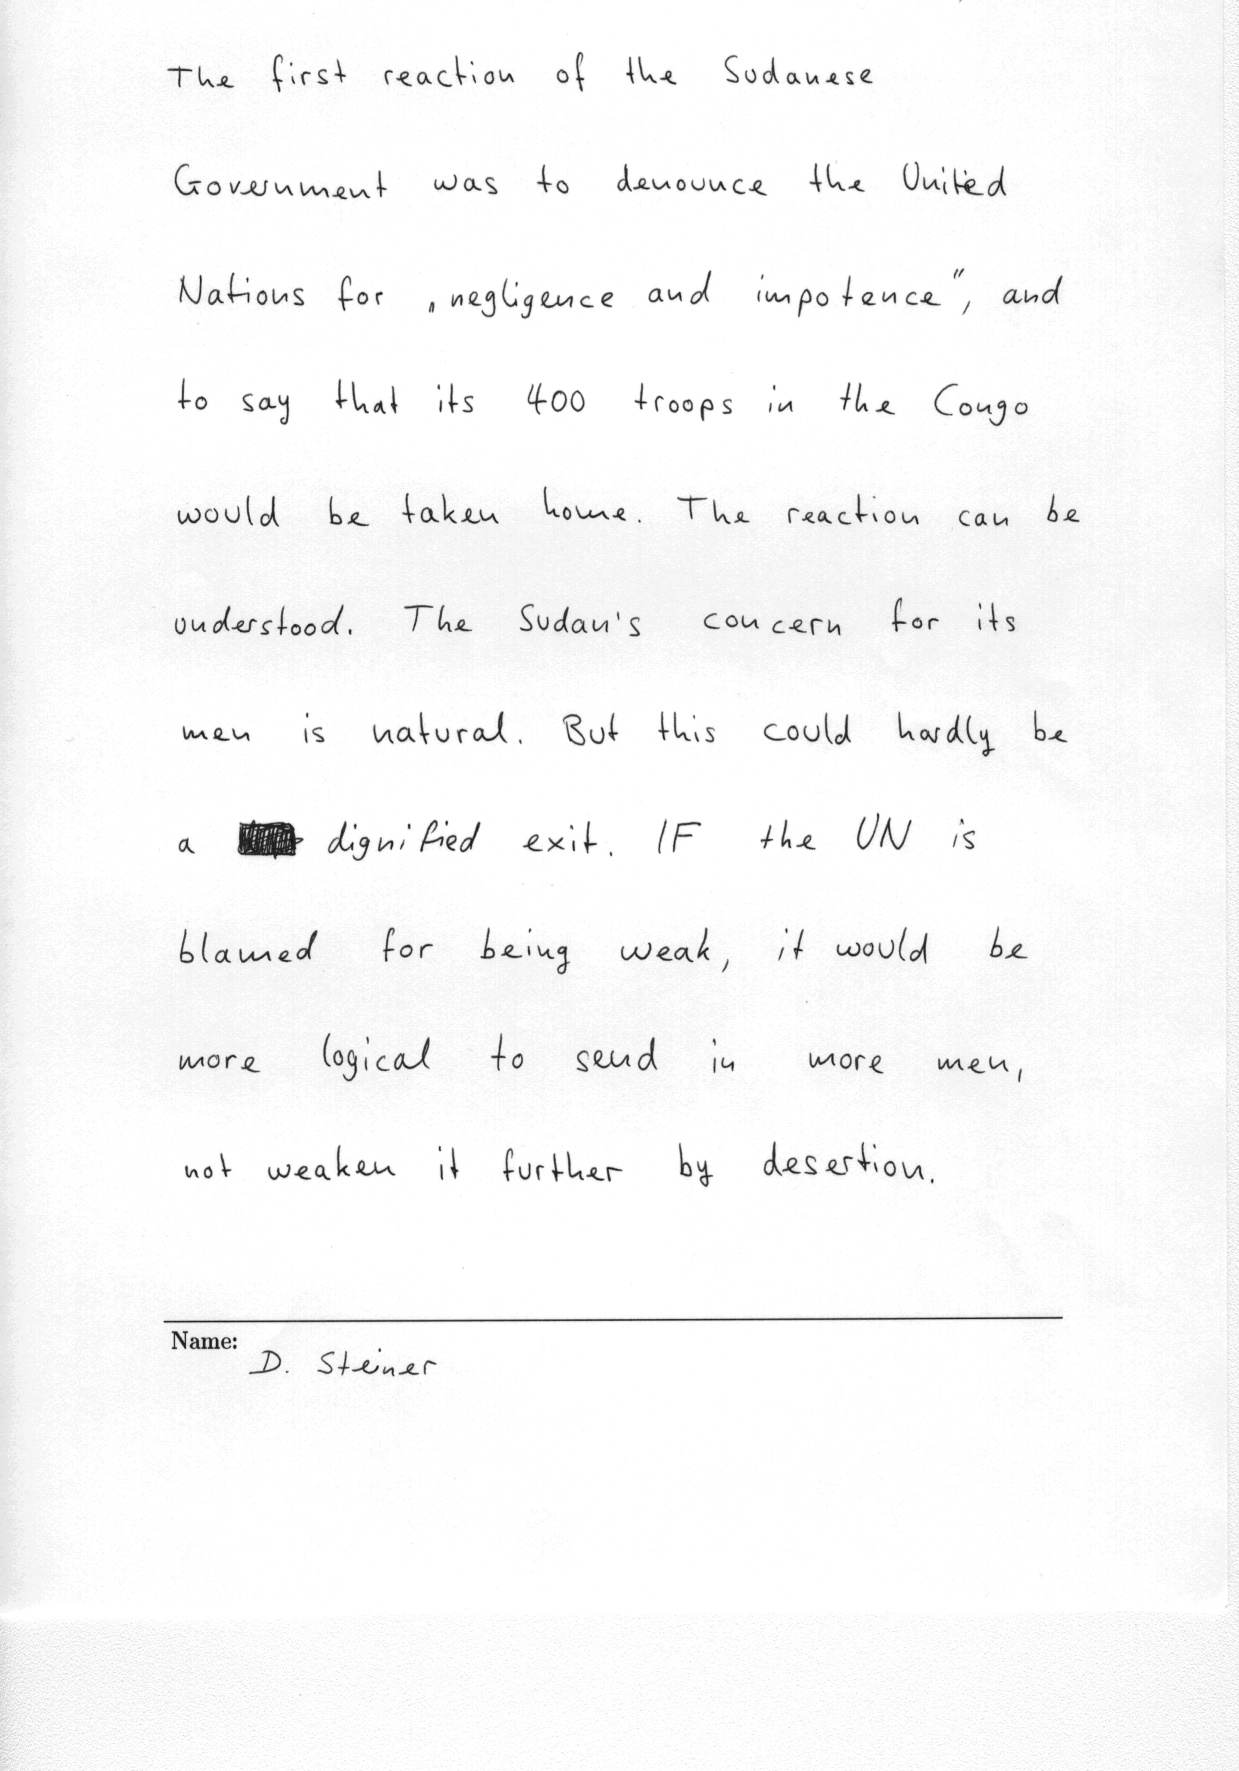 The first reaction of the Sudanese
Government was to denounce the United
Nations for „negligence and impotence", and
to say that its 400 troops in the Congo
would be taken home. The reaction can be
understood. The Sudan's concern for its
men is natural. But this could hardly be
a dignified exit. IF the UN is
blamed for being weak, it would be
more logical to send in more men,
not weaken it further by desertion.
Name:
D. Steiner